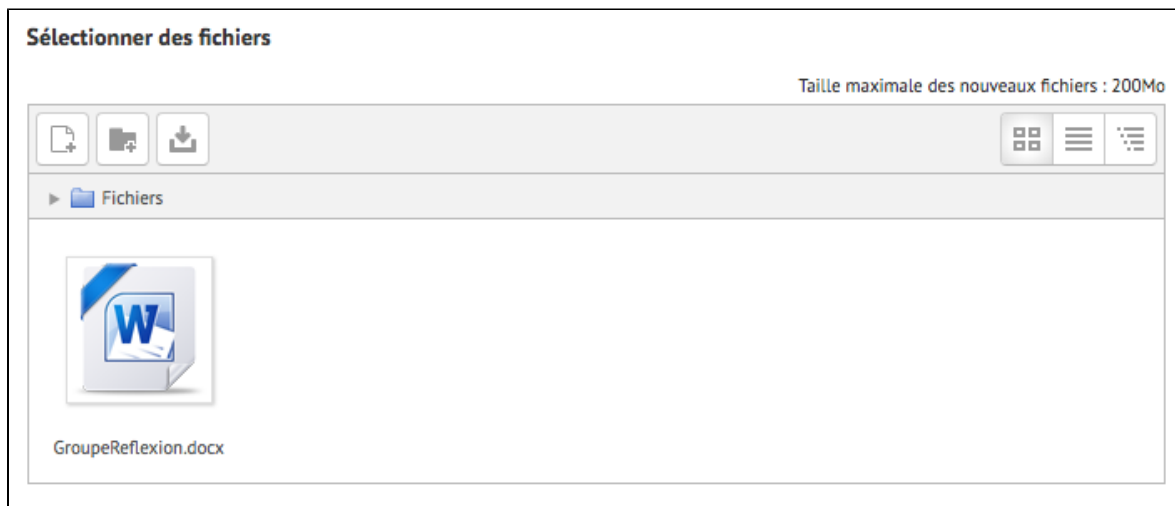 Sélectionner des fichiers
Taille maximale des nouveaux fichiers : 200Mo
Fichiers
W
GroupeReflexion.docx